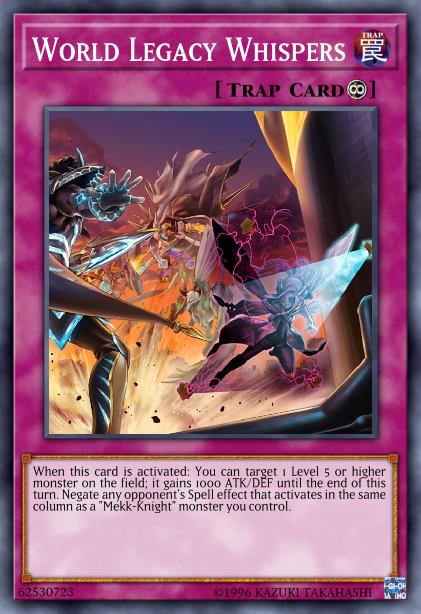 WORLD LEGACY WHISPERS
TRAP
罠
[TRAP CARD♾]
When this card is activated: You can target 1 Level 5 or higher
monster on the field; it gains 1000 ATK/DEF until the end of this
turn. Negate any opponent's Spell effect that activates in the same
column as a "Mekk-Knight" monster you control.
62530723
©1996 KAZUKI TAKAHASHI